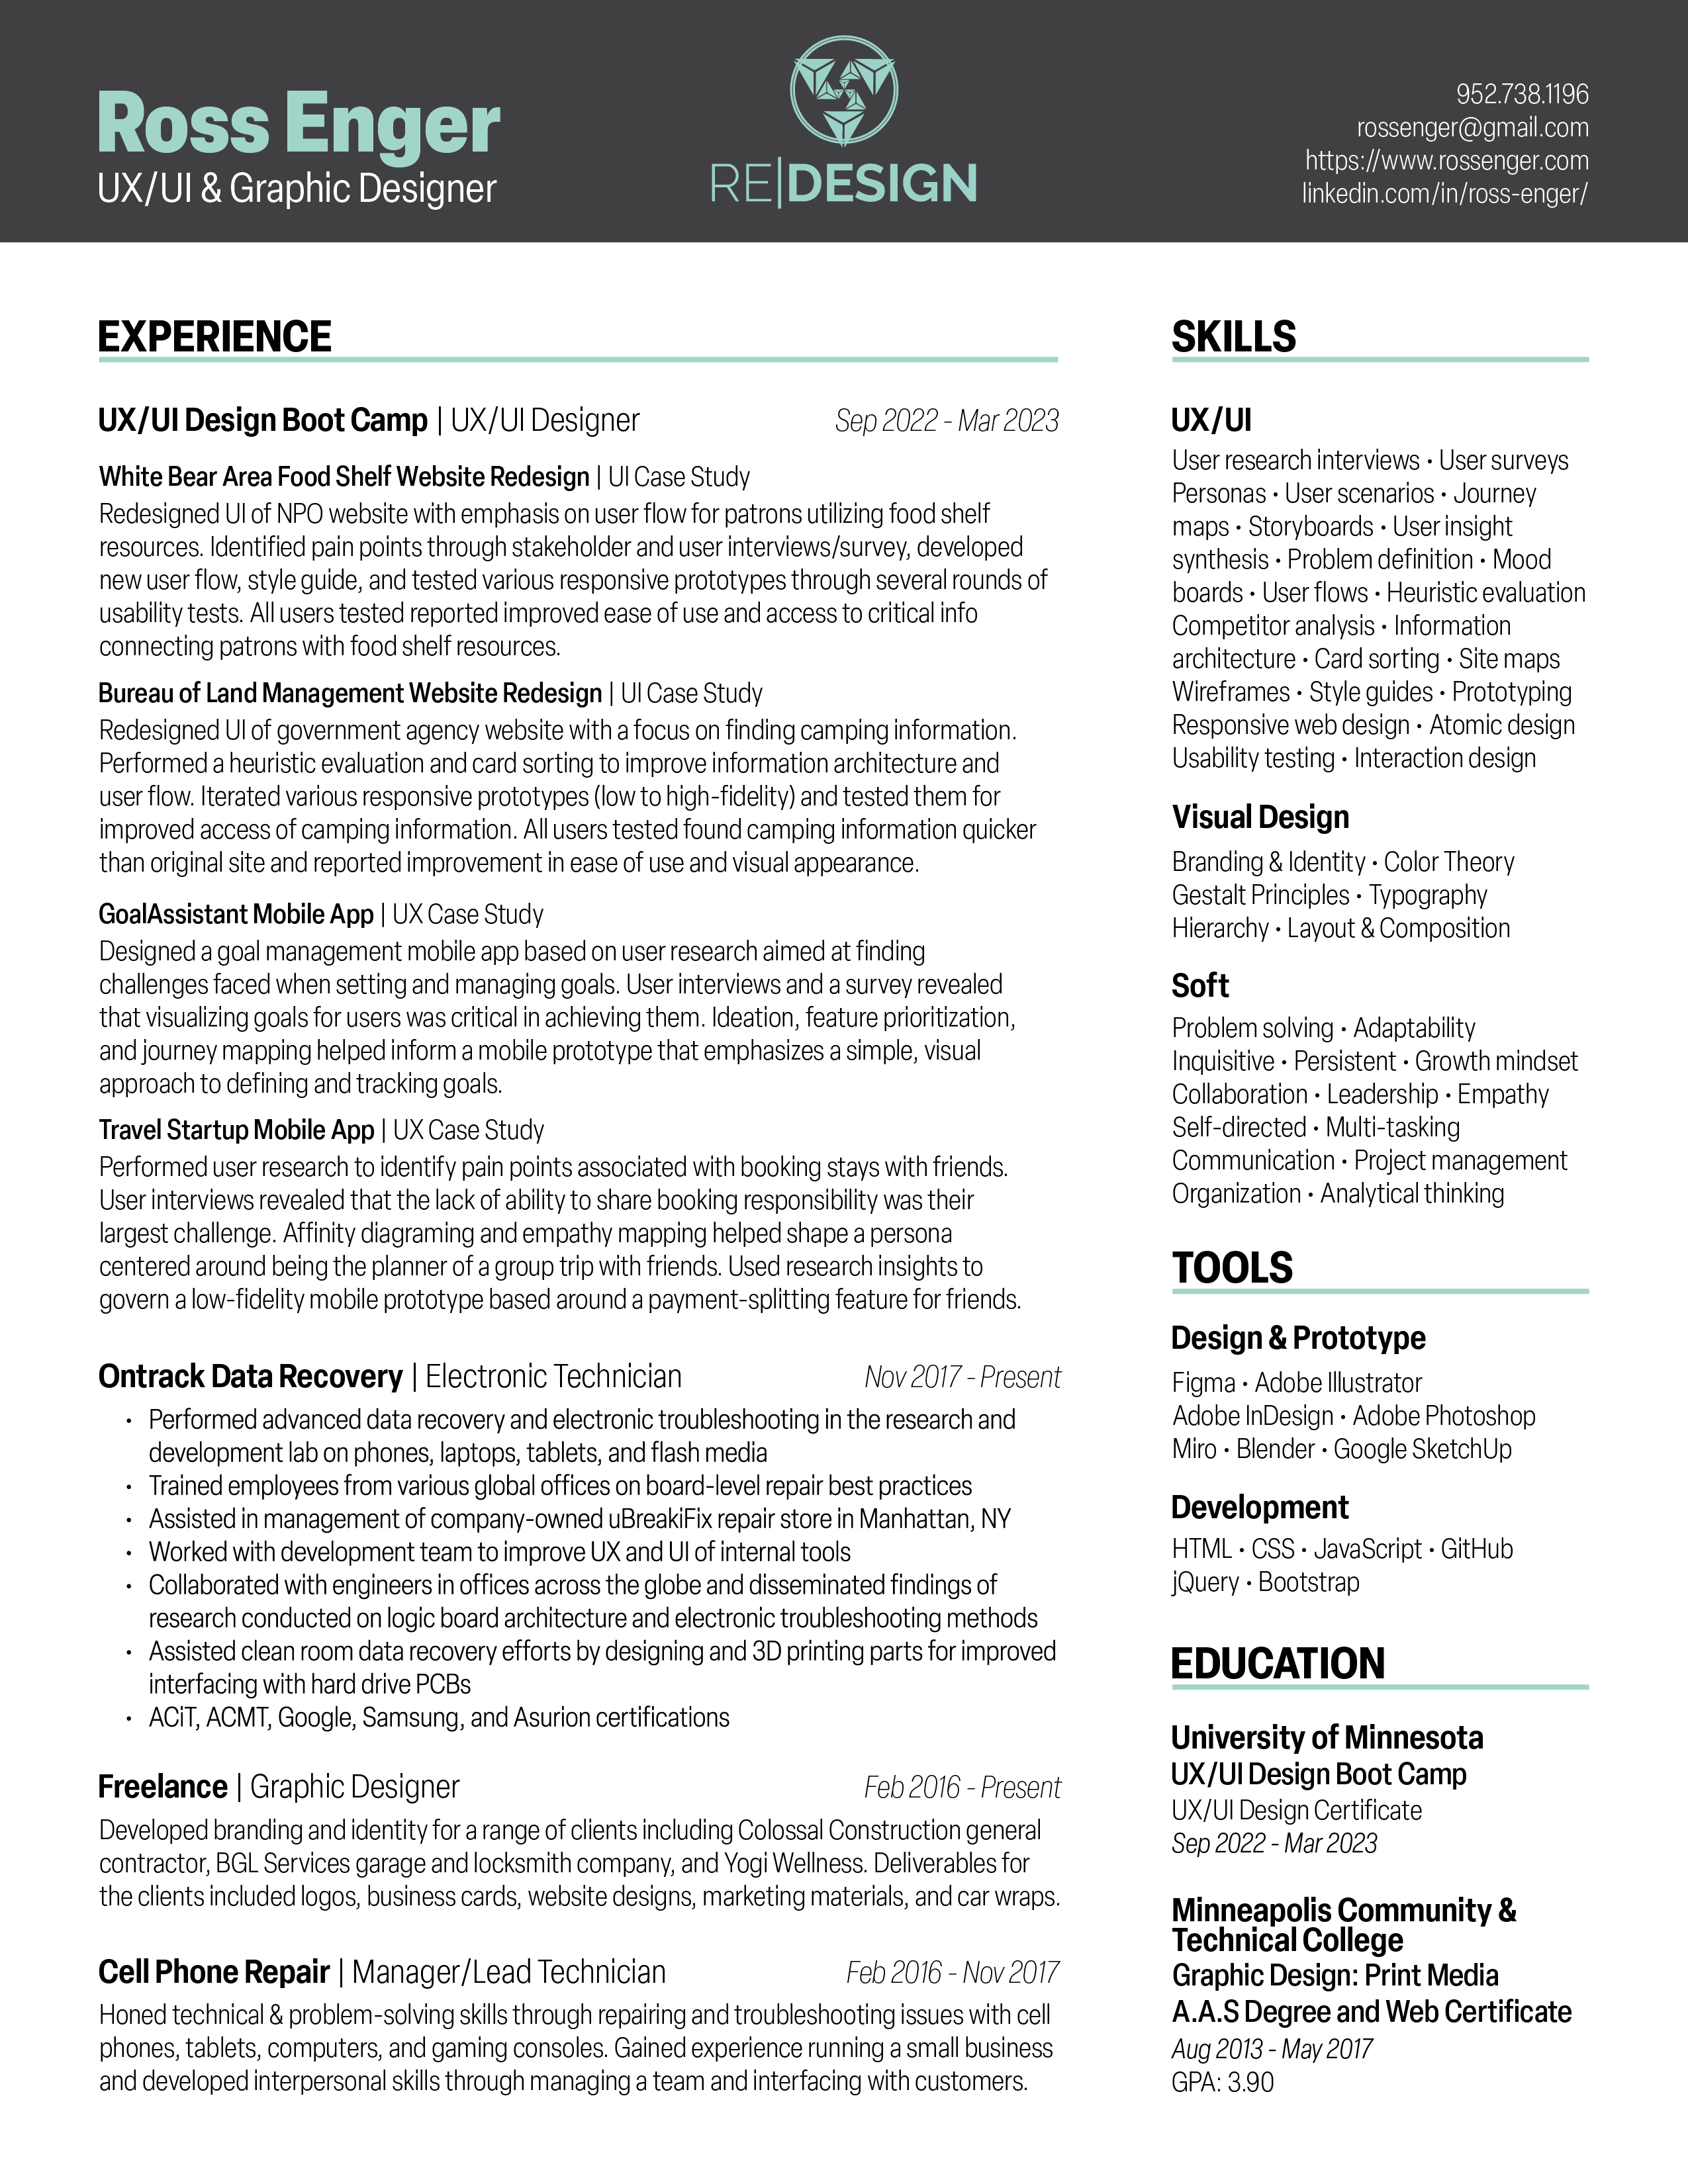 Ross Enger
UX/UI & Graphic Designer
RE|DESIGN
952.738.1196
rossenger@gmail.com
https://www.rossenger.com
linkedin.com/in/ross-enger/
EXPERIENCE
UX/UI Design Boot Camp | UX/UI Designer Sep 2022 - Mar 2023
White Bear Area Food Shelf Website Redesign | UI Case Study
Redesigned UI of NPO website with emphasis on user flow for patrons utilizing food shelf
resources. Identified pain points through stakeholder and user interviews/survey, developed
new user flow, style guide, and tested various responsive prototypes through several rounds of
usability tests. All users tested reported improved ease of use and access to critical info
connecting patrons with food shelf resources.
Bureau of Land Management Website Redesign | UI Case Study
Redesigned UI of government agency website with a focus on finding camping information.
Performed a heuristic evaluation and card sorting to improve information architecture and
user flow. Iterated various responsive prototypes (low to high-fidelity) and tested them for
improved access of camping information. All users tested found camping information quicker
than original site and reported improvement in ease of use and visual appearance.
GoalAssistant Mobile App | UX Case Study
Designed a goal management mobile app based on user research aimed at finding
challenges faced when setting and managing goals. User interviews and a survey revealed
that visualizing goals for users was critical in achieving them. Ideation, feature prioritization,
and journey mapping helped inform a mobile prototype that emphasizes a simple, visual
approach to defining and tracking goals.
Travel Startup Mobile App | UX Case Study
Performed user research to identify pain points associated with booking stays with friends.
User interviews revealed that the lack of ability to share booking responsibility was their
largest challenge. Affinity diagraming and empathy mapping helped shape a persona
centered around being the planner of a group trip with friends. Used research insights to
govern a low-fidelity mobile prototype based around a payment-splitting feature for friends.
Ontrack Data Recovery | Electronic Technician Nov 2017 - Present
• Performed advanced data recovery and electronic troubleshooting in the research and
development lab on phones, laptops, tablets, and flash media
• Trained employees from various global offices on board-level repair best practices
• Assisted in management of company-owned uBreakiFix repair store in Manhattan, NY
• Worked with development team to improve UX and UI of internal tools
• Collaborated with engineers in offices across the globe and disseminated findings of
research conducted on logic board architecture and electronic troubleshooting methods
• Assisted clean room data recovery efforts by designing and 3D printing parts for improved
interfacing with hard drive PCBs
• ACiT, ACMT, Google, Samsung, and Asurion certifications
Freelance | Graphic Designer Feb 2016 - Present
Developed branding and identity for a range of clients including Colossal Construction general
contractor, BGL Services garage and locksmith company, and Yogi Wellness. Deliverables for
the clients included logos, business cards, website designs, marketing materials, and car wraps.
Cell Phone Repair | Manager/Lead Technician Feb 2016 - Nov 2017
Honed technical & problem-solving skills through repairing and troubleshooting issues with cell
phones, tablets, computers, and gaming consoles. Gained experience running a small business
and developed interpersonal skills through managing a team and interfacing with customers.
SKILLS
UX/UI
User research interviews • User surveys
Personas • User scenarios • Journey
maps • Storyboards • User insight
synthesis • Problem definition • Mood
boards • User flows • Heuristic evaluation
Competitor analysis • Information
architecture • Card sorting • Site maps
Wireframes • Style guides • Prototyping
Responsive web design • Atomic design
Usability testing • Interaction design
Visual Design
Branding & Identity • Color Theory
Gestalt Principles • Typography
Hierarchy • Layout & Composition
Soft
Problem solving • Adaptability
Inquisitive • Persistent • Growth mindset
Collaboration • Leadership • Empathy
Self-directed • Multi-tasking
Communication • Project management
Organization • Analytical thinking
TOOLS
Design & Prototype
Figma • Adobe Illustrator
Adobe InDesign • Adobe Photoshop
Miro • Blender • Google SketchUp
Development
HTML • CSS • JavaScript • GitHub
jQuery • Bootstrap
EDUCATION
University of Minnesota
UX/UI Design Boot Camp
UX/UI Design Certificate
Sep 2022 - Mar 2023
Minneapolis Community &
Technical College
Graphic Design: Print Media
A.A.S Degree and Web Certificate
Aug 2013 - May 2017
GPA: 3.90